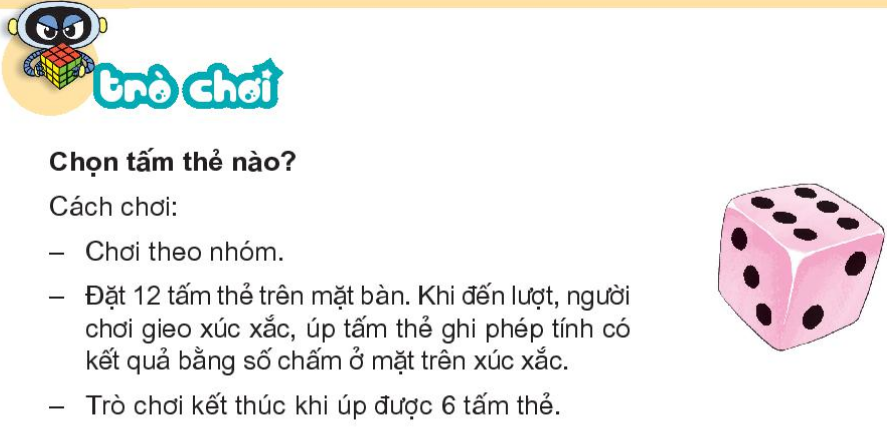 trò chơi
Chọn tấm thẻ nào?
Cách chơi:
– Chơi theo nhóm.
– Đặt 12 tấm thẻ trên mặt bàn. Khi đến lượt, người
chơi gieo xúc xắc, úp tấm thẻ ghi phép tính có
kết quả bằng số chấm ở mặt trên xúc xắc.
– Trò chơi kết thúc khi úp được 6 tấm thẻ.